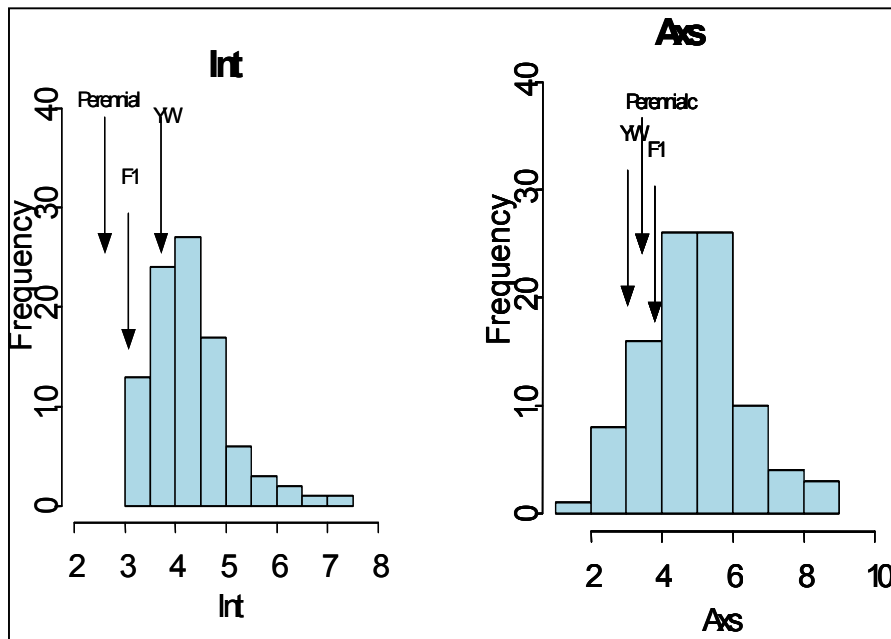 Int
Perennial
YW
F1
Frequency
0
10
20
30
40
2 3 4 5 6 7 8
Int
Axs
Perennialc
YW
F1
Frequency
0
10
20
30
40
2 4 6 8 10
Axs